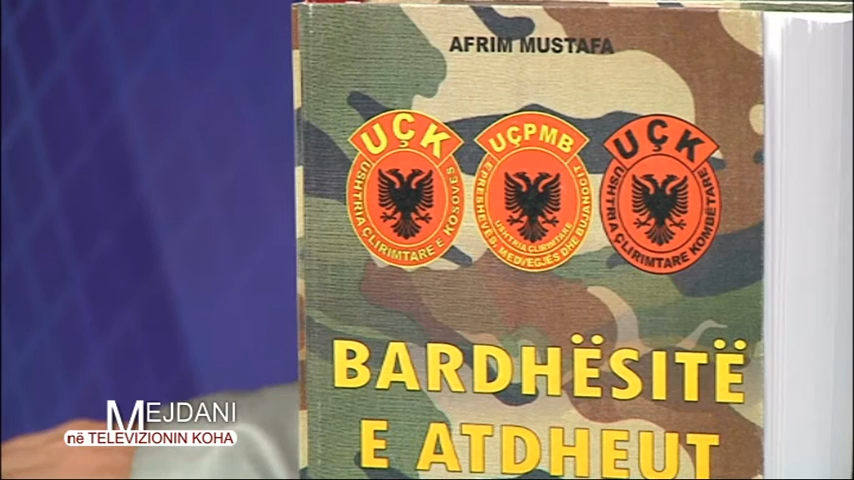 AFRIM MUSTAFA
UÇK
USHTRIA ÇLIRIMTARE E KOSOVËS
UÇPMB
USHTRIA ÇLIRIMTARE
E PRESHEVËS, MEDVEGJËS DHE BUJANOCIT
UÇK
USHTRIA ÇLIRIMTARE KOMBËTARE
BARDHËSITË
E ATDHEUT
MEJDANI
në TELEVIZIONIN KOHA